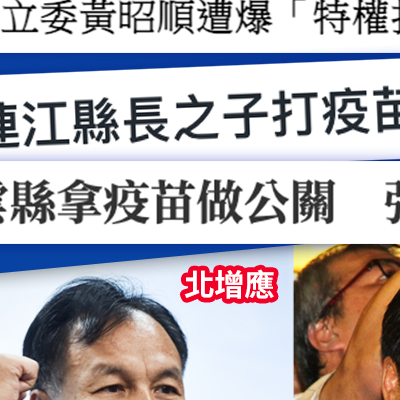 立委黃昭順遭爆「特權
連江縣長之子打疫苗
縣拿疫苗做公關
北增應